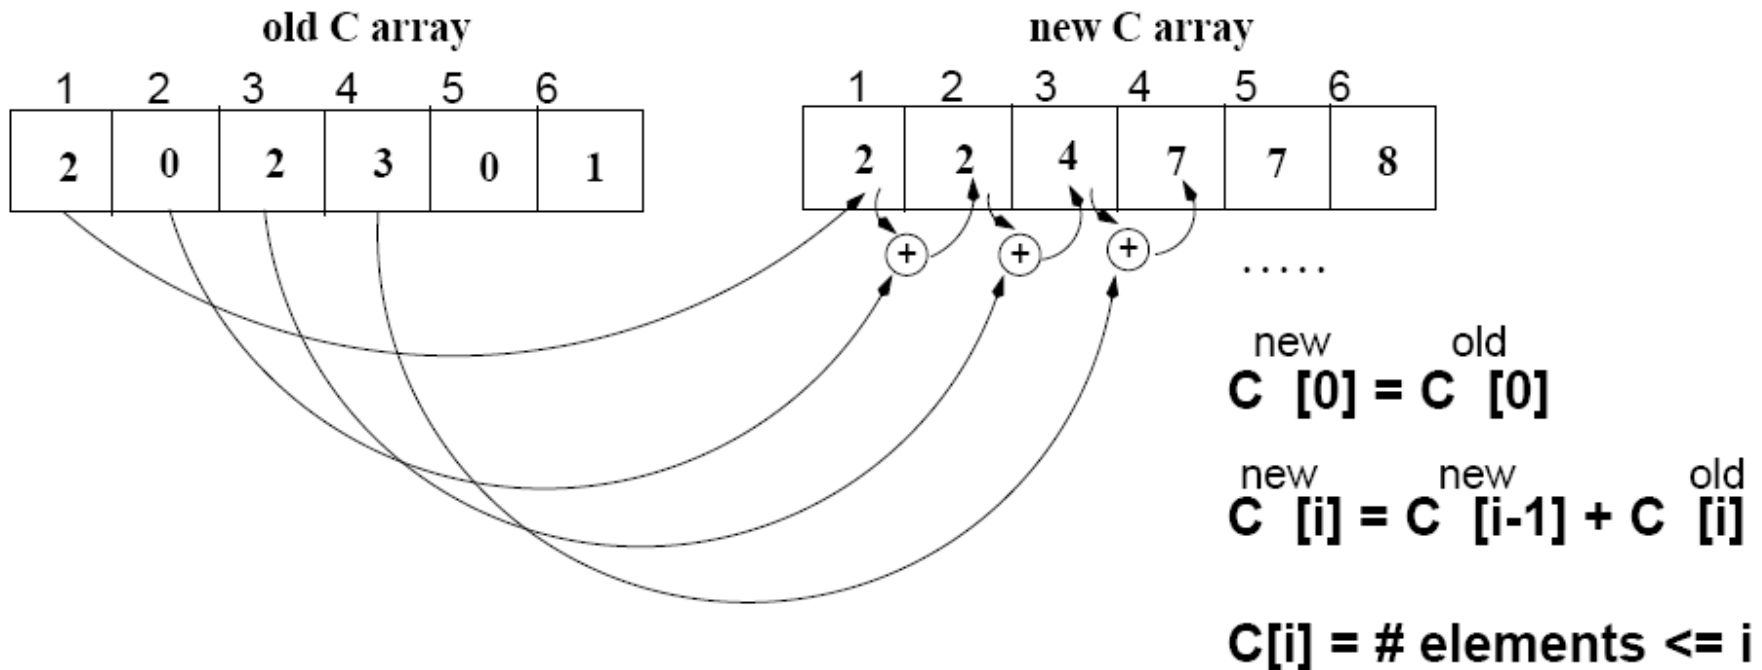 old C array
1 2 3 4 5 6
2 0 2 3 0 1
new C array
1 2 3 4 5 6
2 2 4 7 7 8
+ + +
.....
new old
C [0] = C [0]
new new old
C [i] = C [i-1] + C [i]
C[i] = # elements <= i